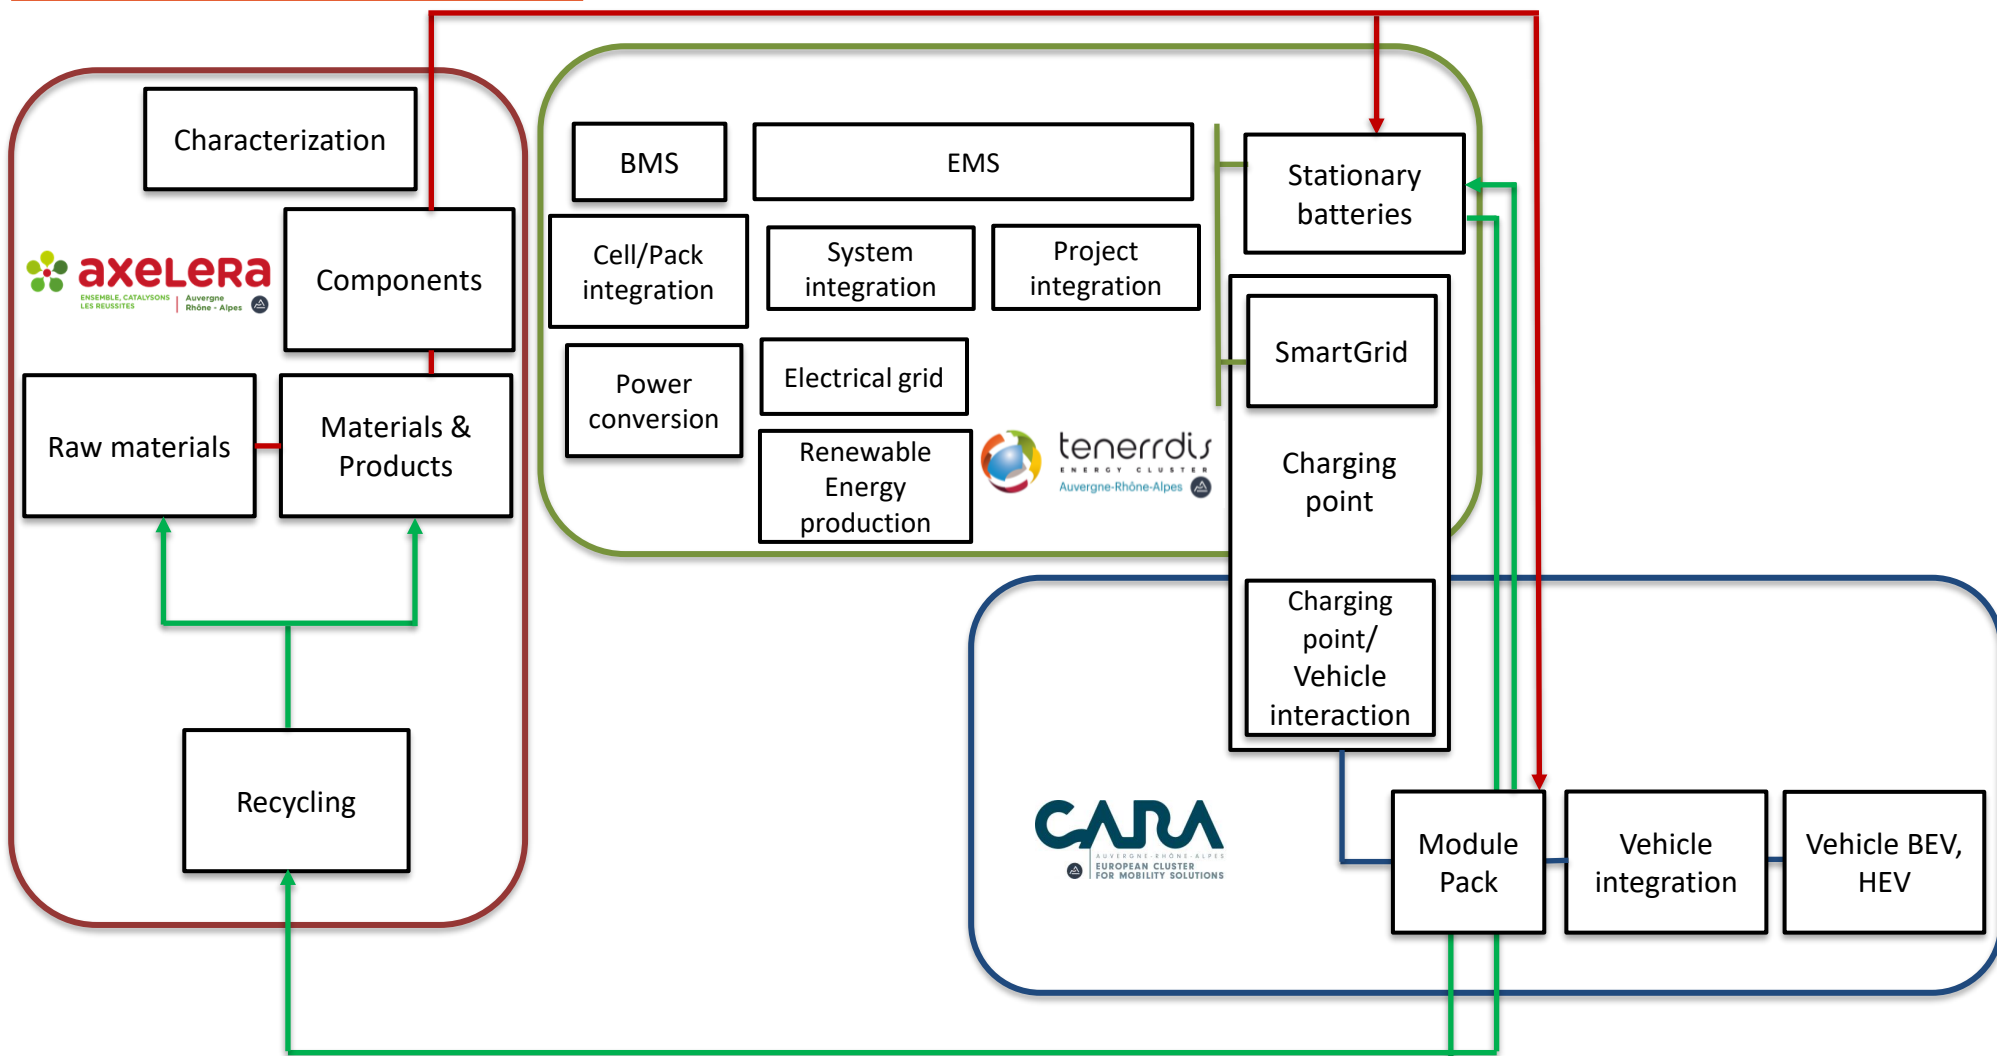 Characterization
Components
axelera
ENSEMBLE, CATALYSONS
LES REUSSITES
Auvergne
Rhône - Alpes
Raw materials
Materials &
Products
Recycling
BMS
EMS
Cell/Pack
integration
System
integration
Project
integration
Power
conversion
Electrical grid
Renewable
Energy
production
tenerrdis
ENERGY CLUSTER
Auvergne-Rhône-Alpes
Stationary
batteries
SmartGrid
Charging
point
Charging
point/
Vehicle
interaction
CARA
AUVERGNE-RHÔNE-ALPES
EUROPEAN CLUSTER
FOR MOBILITY SOLUTIONS
Module
Pack
Vehicle
integration
Vehicle BEV,
HEV